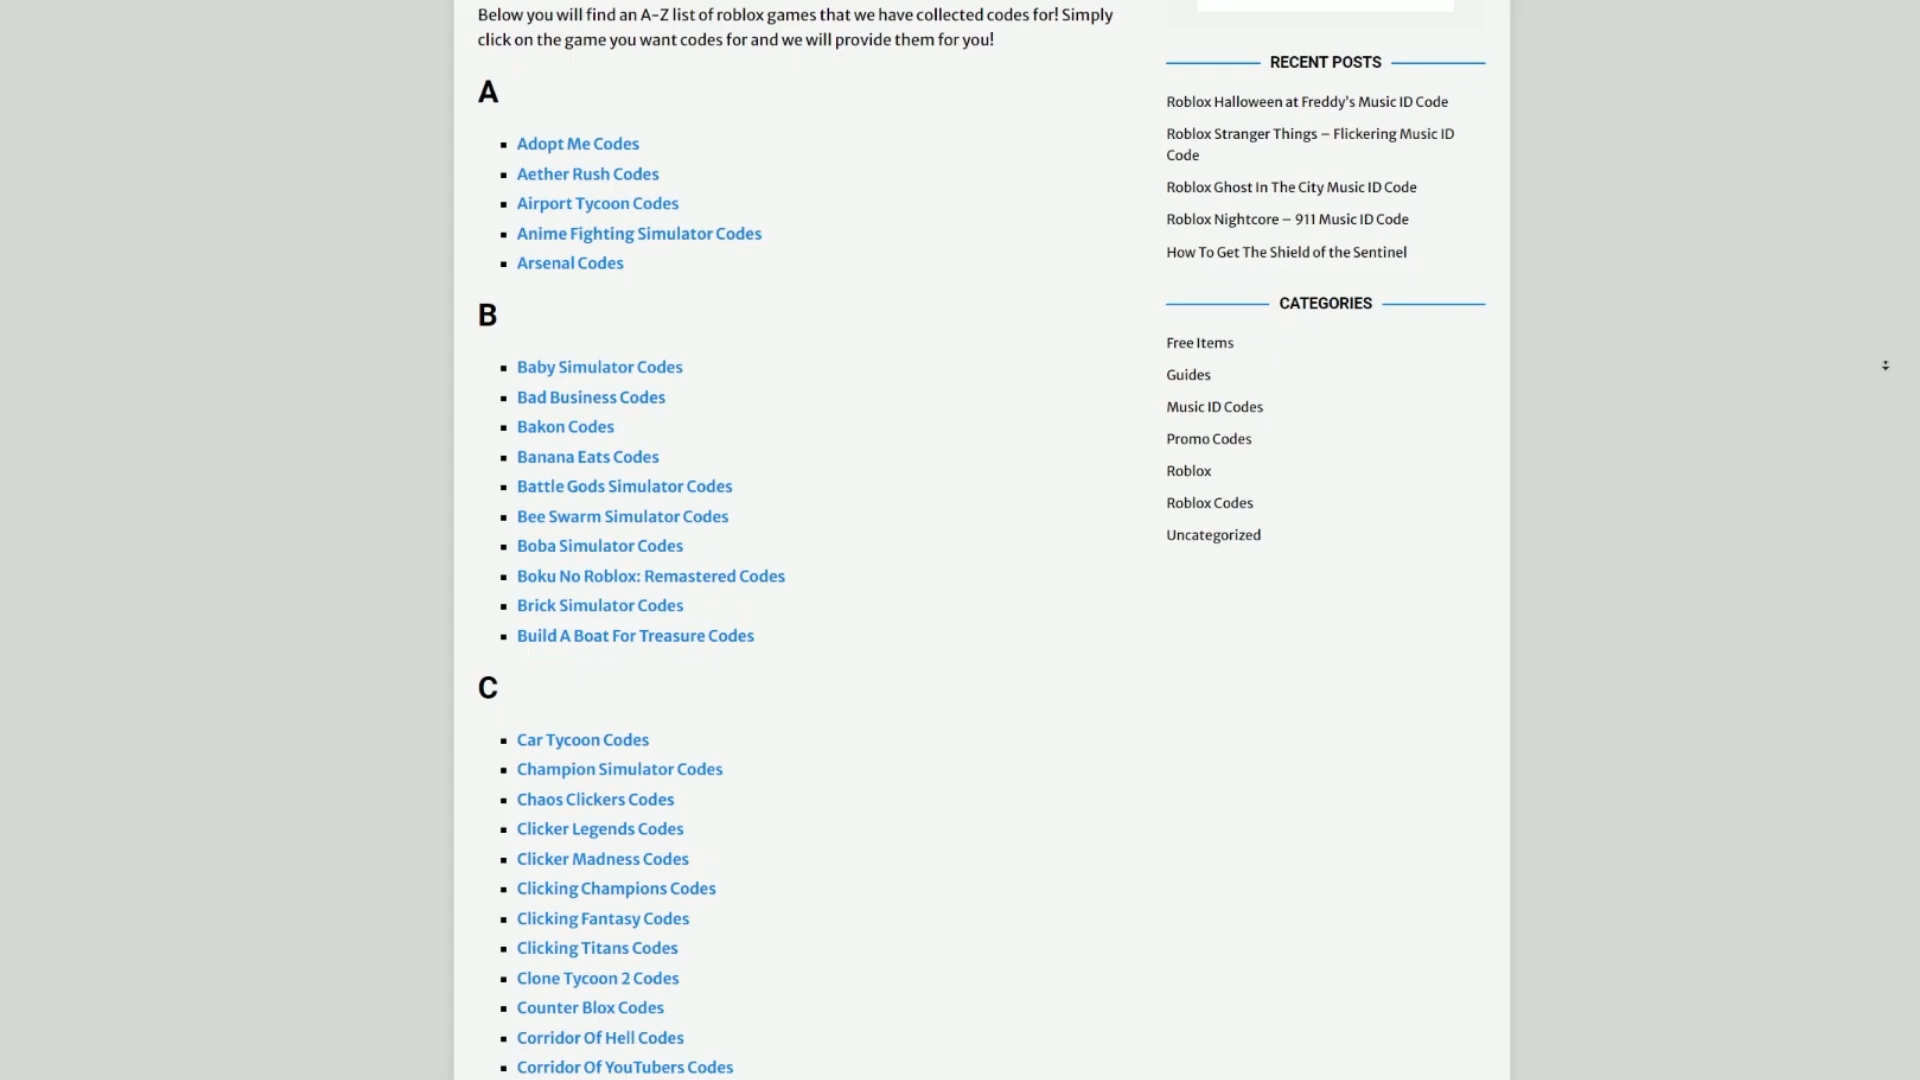 Below you will find an A-Z list of roblox games that we have collected codes for! Simply
click on the game you want codes for and we will provide them for you!
A
Adopt Me Codes
Aether Rush Codes
Airport Tycoon Codes
Anime Fighting Simulator Codes
Arsenal Codes
B
Baby Simulator Codes
Bad Business Codes
Bakon Codes
Banana Eats Codes
Battle Gods Simulator Codes
Bee Swarm Simulator Codes
Boba Simulator Codes
Boku No Roblox: Remastered Codes
Brick Simulator Codes
Build A Boat For Treasure Codes
C
Car Tycoon Codes
Champion Simulator Codes
Chaos Clickers Codes
Clicker Legends Codes
Clicker Madness Codes
Clicking Champions Codes
Clicking Fantasy Codes
Clicking Titans Codes
Clone Tycoon 2 Codes
Counter Blox Codes
Corridor Of Hell Codes
Corridor Of YouTubers Codes
RECENT POSTS
Roblox Halloween at Freddy's Music ID Code
Roblox Stranger Things – Flickering Music ID
Code
Roblox Ghost In The City Music ID Code
Roblox Nightcore – 911 Music ID Code
How To Get The Shield of the Sentinel
CATEGORIES
Free Items
Guides
Music ID Codes
Promo Codes
Roblox
Roblox Codes
Uncategorized